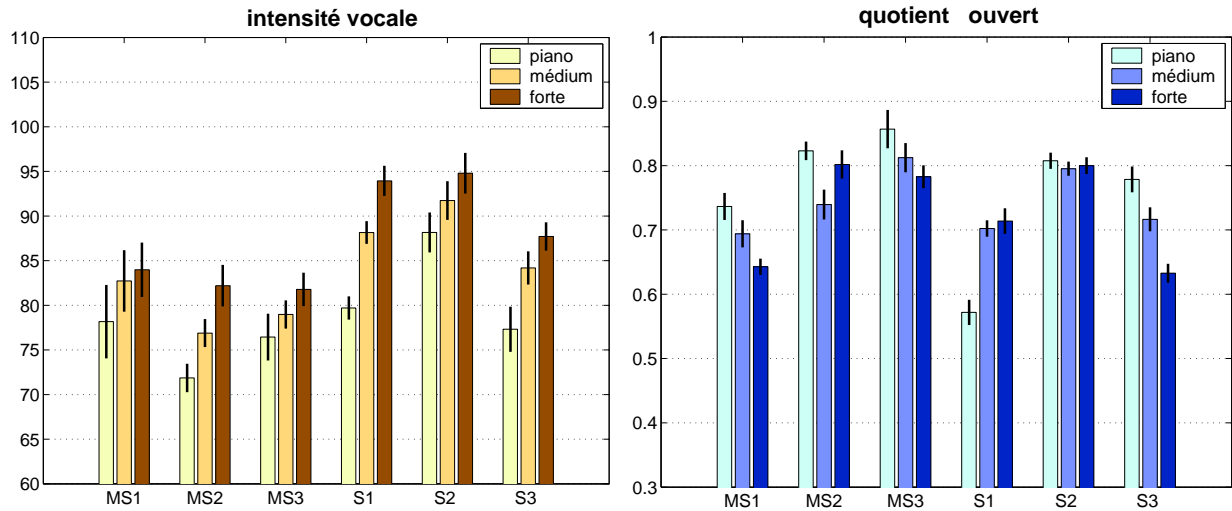 intensité vocale
110
105
100
95
90
85
80
75
70
65
60
piano
médium
forte
MS1 MS2 MS3 S1 S2 S3
quotient ouvert
1
0.9
0.8
0.7
0.6
0.5
0.4
0.3
piano
médium
forte
MS1 MS2 MS3 S1 S2 S3